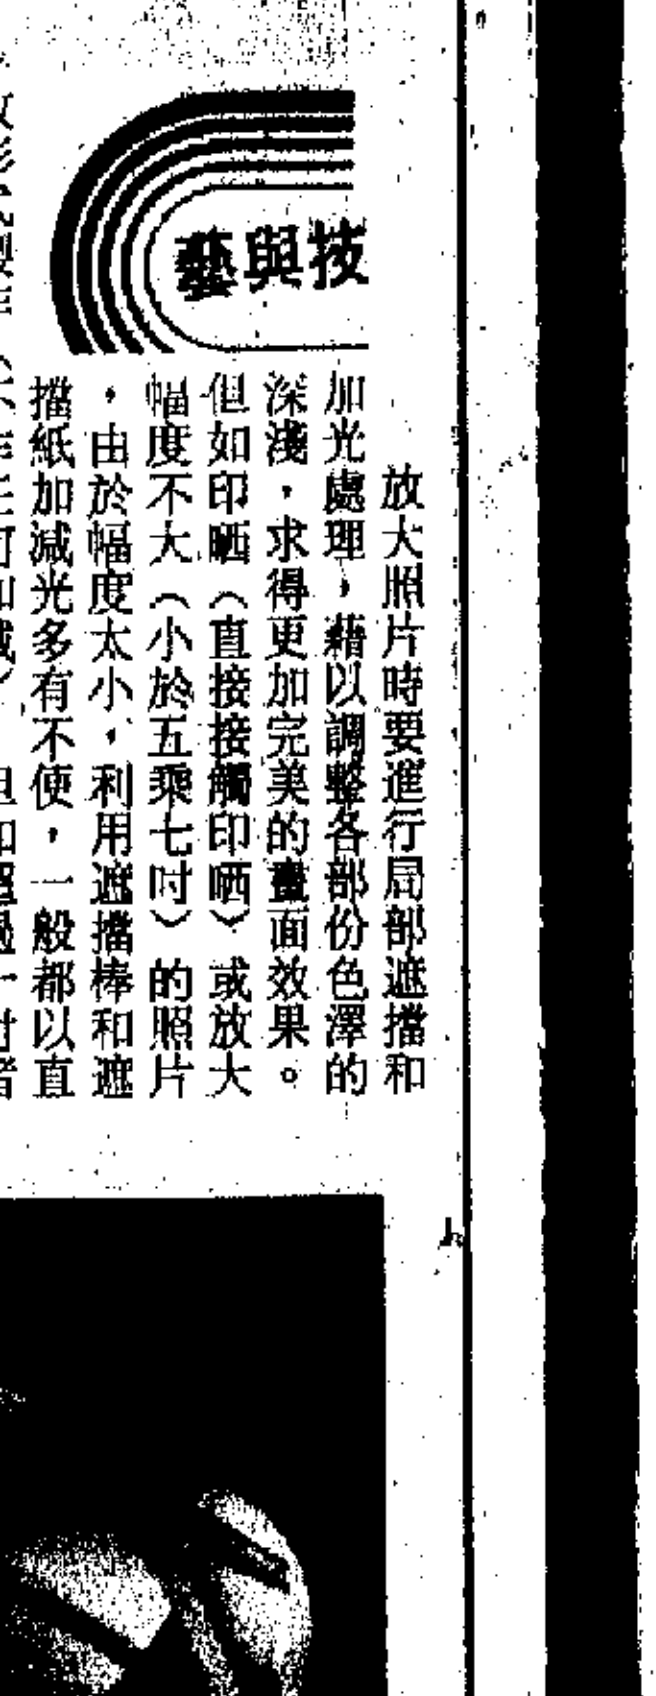 技與藝
放大照片時要進行局部遮擋和
加光處理，藉以調整各部份色澤的
深淺，求得更加完美的畫面效果。
但如印晒（直接接觸印晒）或放大
幅度不大（小於五乘七吋）的照片
，由於幅度太小，利用遮擋棒和遮
擋紙加減光多有不便，一般都以直